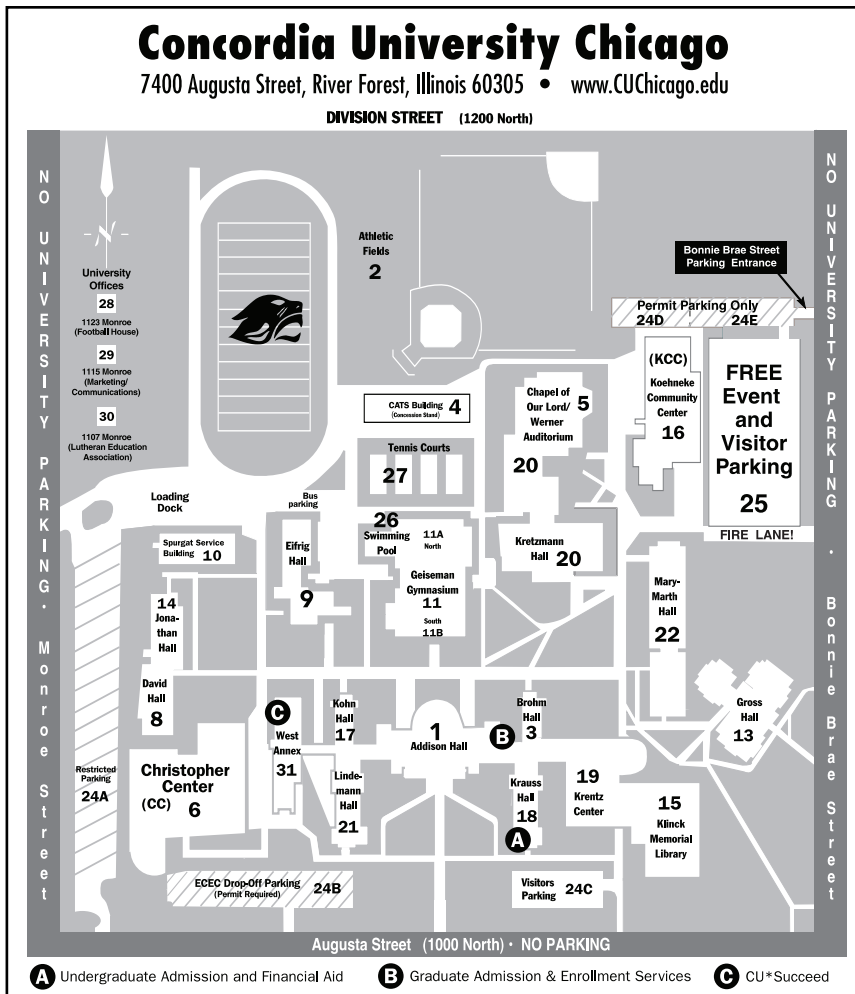 Concordia University Chicago
7400 Augusta Street, River Forest, Illinois 60305 • www.CUChicago.edu
DIVISION STREET (1200 North)
NO UNIVERSITY PARKING · Monroe Street
NO UNIVERSITY PARKING · Bonnie Brae Street
N
University
Offices
28
1123 Monroe
(Football House)
29
1115 Monroe
(Marketing/
Communications)
30
1107 Monroe
(Lutheran Education
Association)
Athletic
Fields
2
Bonnie Brae Street
Parking Entrance
Permit Parking Only
24D 24E
(KCC)
Koehneke
Community
Center
16
FREE
Event
and
Visitor
Parking
25
FIRE LANE!
CATS Building 4
(Concession Stand)
Chapel of
Our Lord/
Werner
Auditorium
5
20
Tennis Courts
27
Loading
Dock
Bus
parking
26
Swimming
Pool
11A
North
Geiseman
Gymnasium
11
South
11B
Kretzmann
Hall
20
Spurgat Service
Building 10
Eifrig
Hall
9
14
Jona-
than
Hall
Mary-
Marth
Hall
22
David
Hall
8
C
West
Annex
31
Kohn
Hall
17
1
Addison Hall
B
Brohm
Hall
3
Gross
Hall
13
Restricted
Parking
24A
Christopher
Center
(CC) 6
Linde-
mann
Hall
21
Krauss
Hall
18
A
19
Krentz
Center
15
Klinck
Memorial
Library
ECEC Drop-Off Parking
(Permit Required)
24B
Visitors
Parking
24C
Augusta Street (1000 North) · NO PARKING
A Undergraduate Admission and Financial Aid B Graduate Admission & Enrollment Services C CU*Succeed